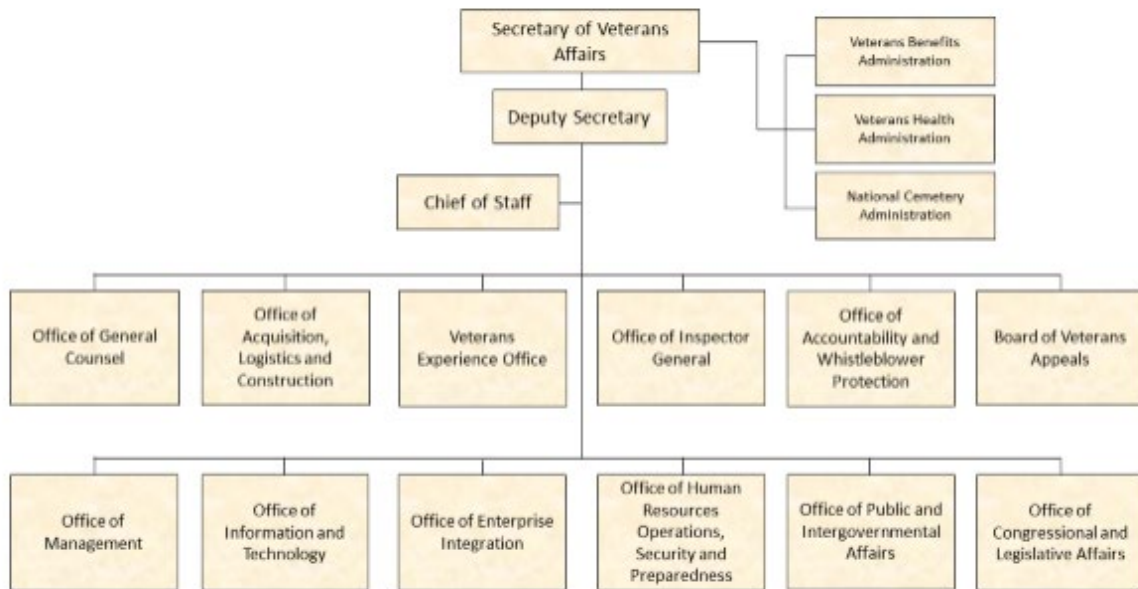 Secretary of Veterans
Affairs
Veterans Benefits
Administration
Deputy Secretary
Veterans Health
Administration
Chief of Staff
National Cemetery
Administration
Office of General
Counsel
Office of
Acquisition,
Logistics and
Construction
Veterans
Experience Office
Office of Inspector
General
Office of
Accountability and
Whistleblower
Protection
Board of Veterans
Appeals
Office of
Management
Office of
Information and
Technology
Office of Enterprise
Integration
Office of Human
Resources
Operations,
Security and
Preparedness
Office of Public and
Intergovernmental
Affairs
Office of
Congressional and
Legislative Affairs